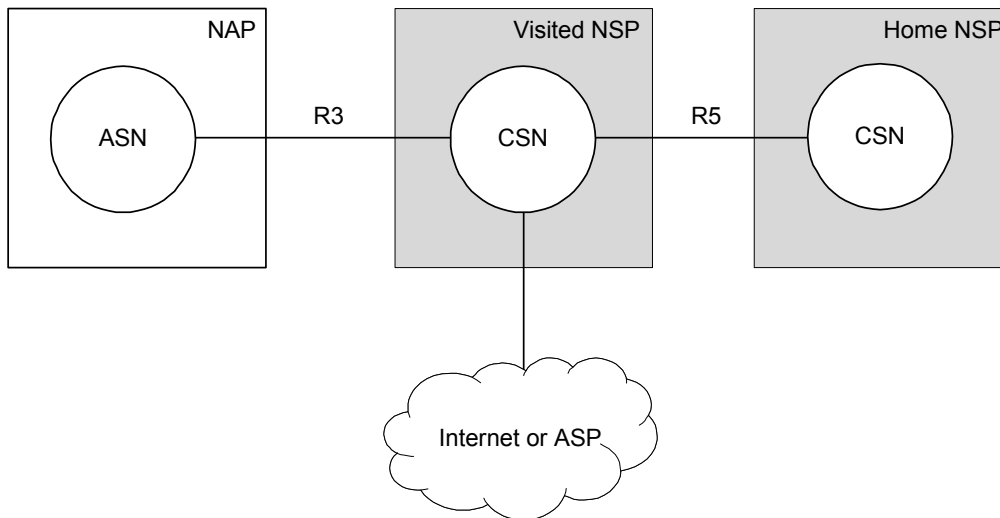 NAP
Visited NSP
Home NSP
ASN
R3
CSN
R5
CSN
Internet or ASP